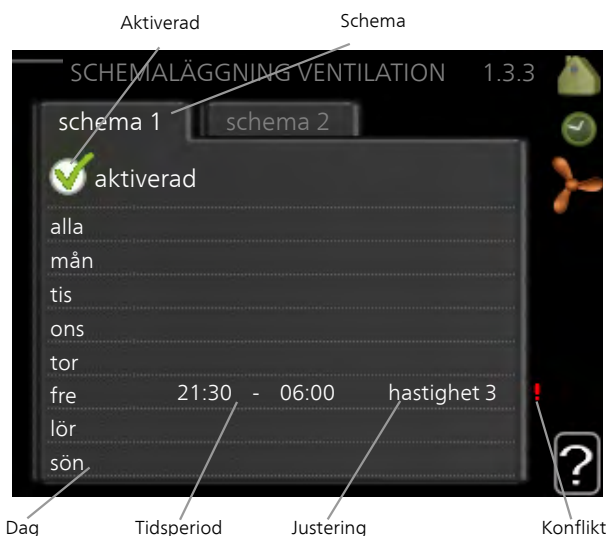 Aktiverad Schema
SCHEMALÄGGNING VENTILATION 1.3.3
schema 1 schema 2
aktiverad
alla
mån
tis
ons
tor
fre 21:30 - 06:00 hastighet 3 !
lör
sön
?
Dag Tidsperiod Justering Konflikt